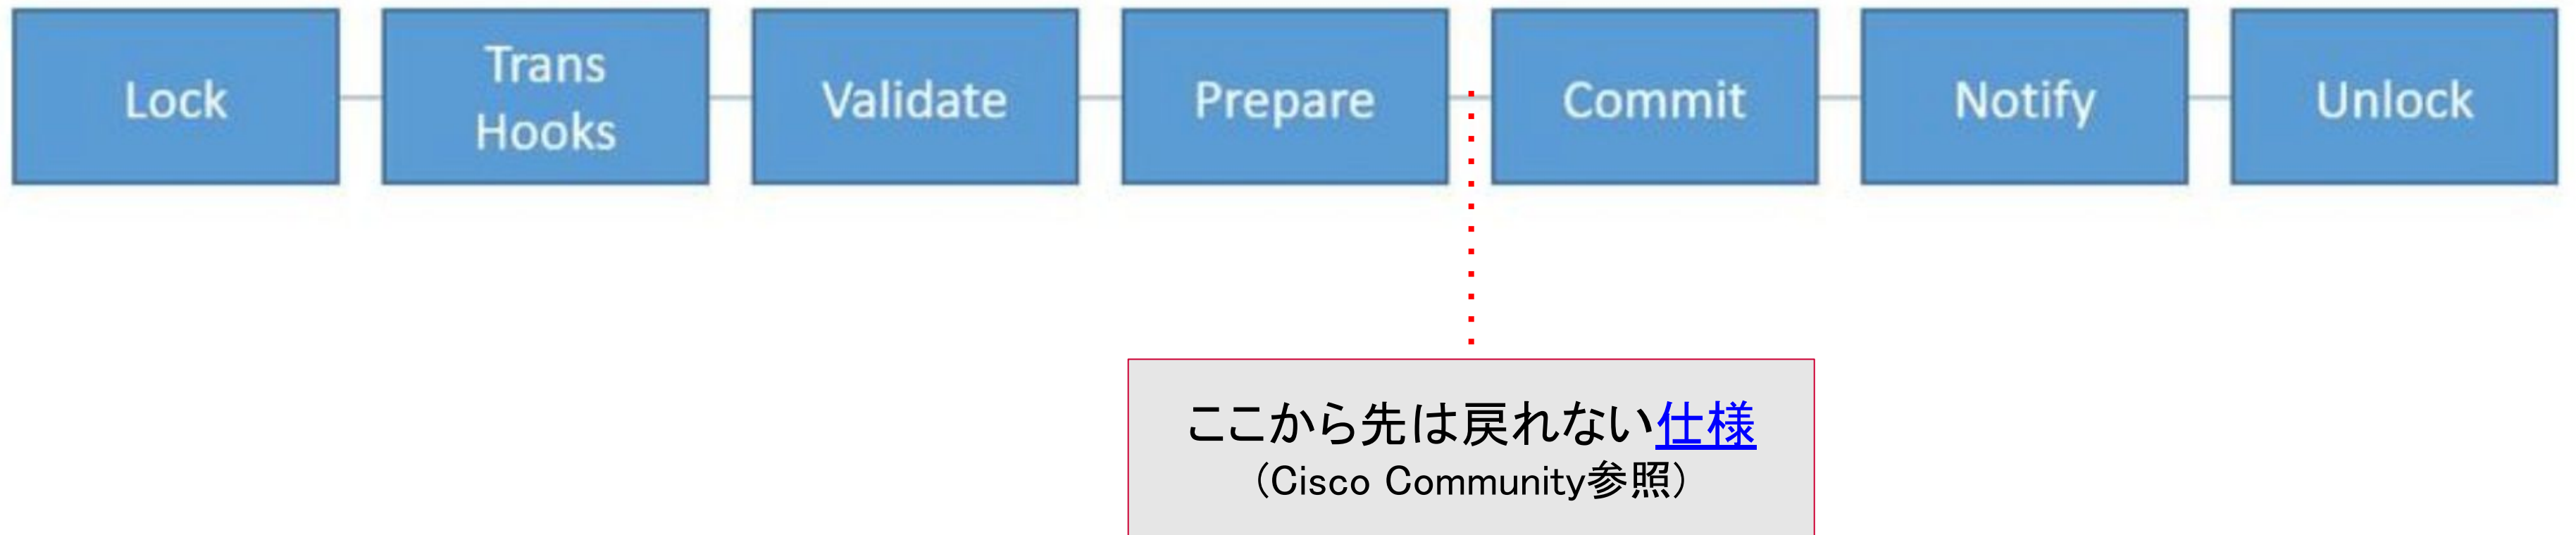 Lock
Trans
Hooks
Validate
Prepare
Commit
Notify
Unlock
ここから先は戻れない仕様
(Cisco Community参照)